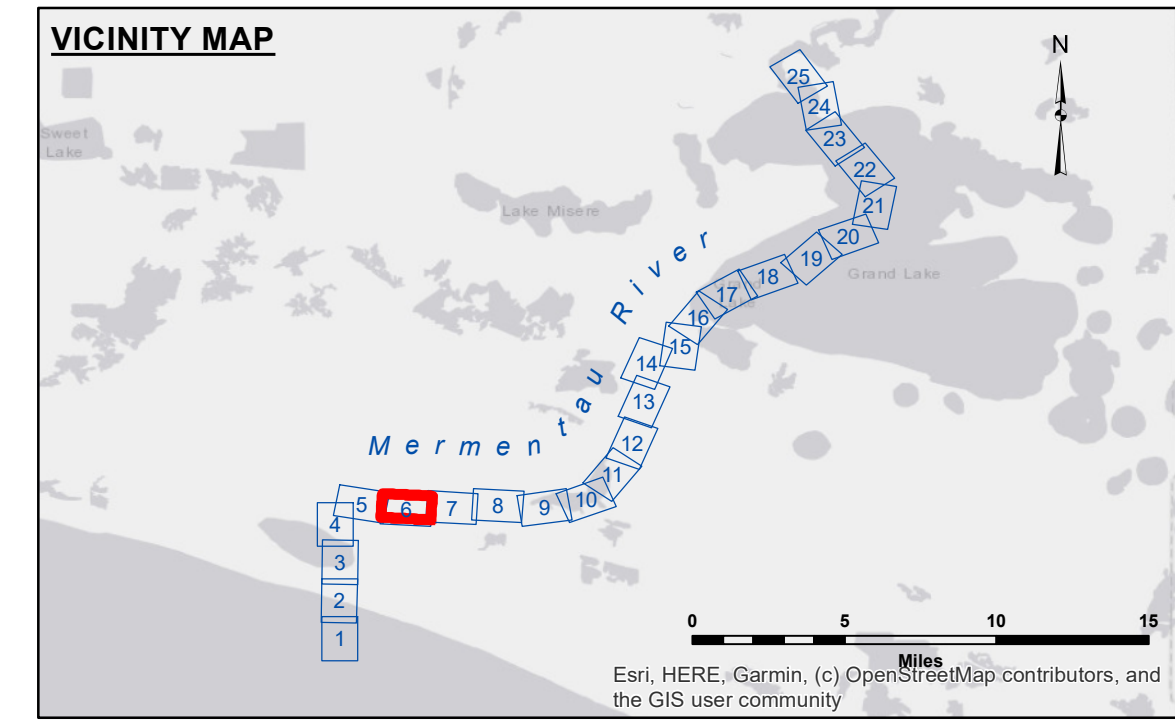 VICINITY MAP
N
25
24
23
22
21
20
19
18
17
16
15
14
13
12
11
10
9
8
7
6
5
4
3
2
1
Sweet
Lake
Lake Misere
Grand Lake
Mermentau River
0 5 10 15
Miles
Esri, HERE, Garmin, (c) OpenStreetMap contributors, and
the GIS user community